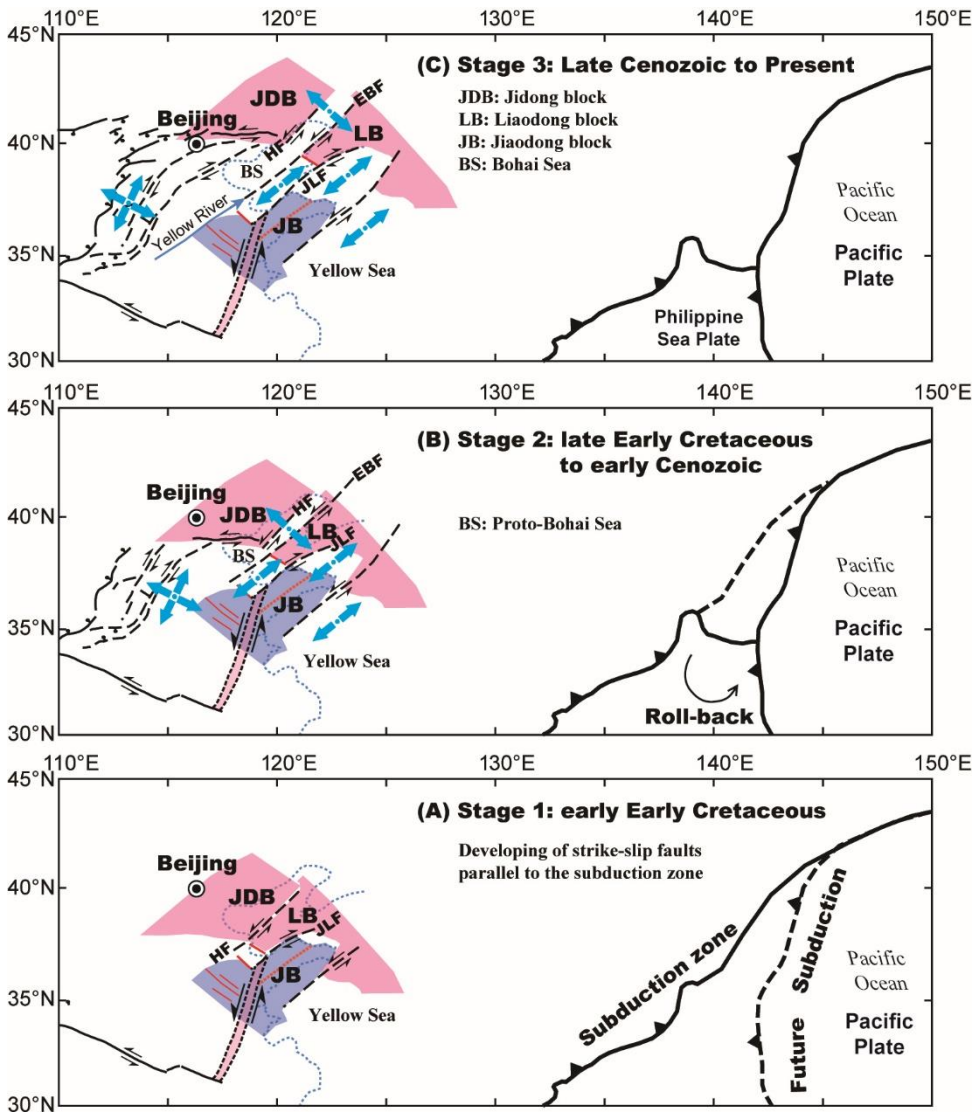 110°E 120°E 130°E 140°E 150°E
45°N
(C) Stage 3: Late Cenozoic to Present
JDB: Jidong block
LB: Liaodong block
JB: Jiaodong block
BS: Bohai Sea
JDB
EBF
Beijing
LB
40°N
HF
BS
JLF
Yellow River
JB
35°N
Yellow Sea
Pacific
Ocean
Pacific
Plate
Philippine
Sea Plate
30°N
110°E 120°E 130°E 140°E 150°E
45°N
(B) Stage 2: late Early Cretaceous
to early Cenozoic
EBF
Beijing
JDB
HF
40°N
LB
BS: Proto-Bohai Sea
BS
JLF
JB
35°N
Yellow Sea
Pacific
Ocean
Pacific
Plate
Roll-back
30°N
110°E 120°E 130°E 140°E 150°E
45°N
(A) Stage 1: early Early Cretaceous
Developing of strike-slip faults
parallel to the subduction zone
Beijing
40°N
JDB
LB
JLF
HF
JB
35°N
Yellow Sea
Subduction zone
Future Subduction
Pacific
Ocean
Pacific
Plate
30°N